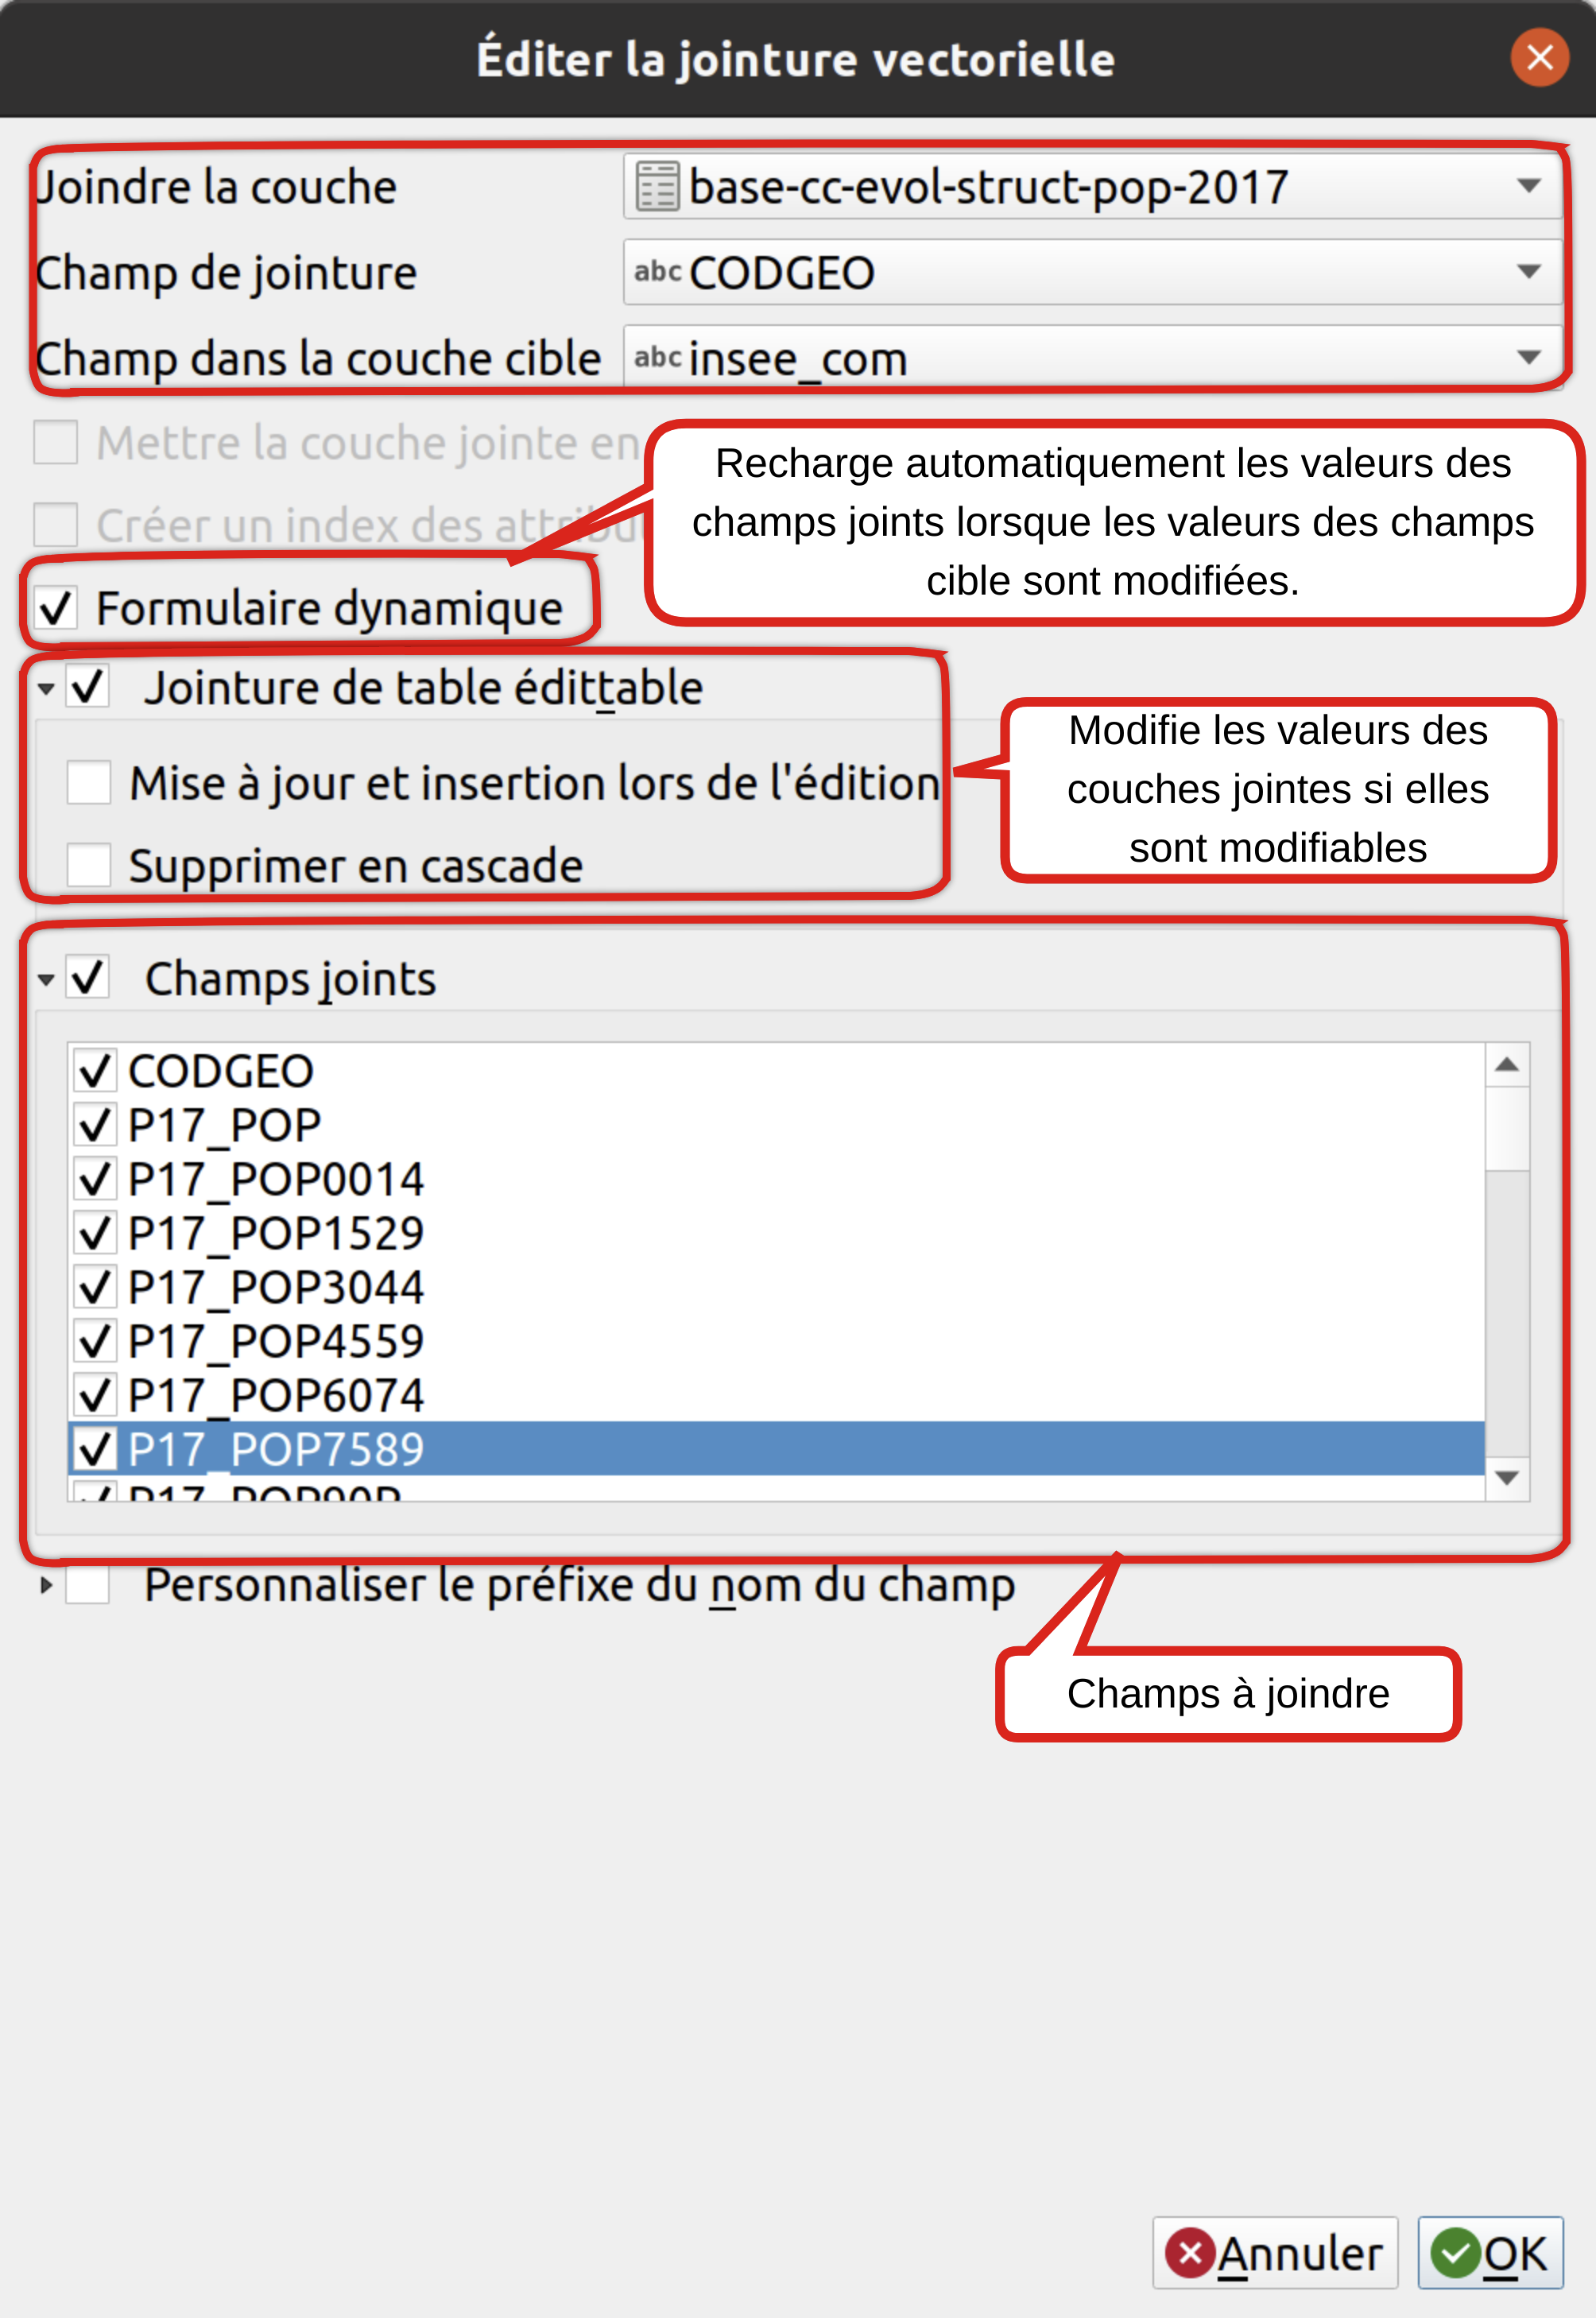 Éditer la jointure vectorielle
Joindre la couche
base-cc-evol-struct-pop-2017
Champ de jointure
abc CODGEO
Champ dans la couche cible
abc insee_com
Mettre la couche jointe en
Créer un index des
Recharge automatiquement les valeurs des
champs joints lorsque les valeurs des champs
cible sont modifiées.
Formulaire dynamique
Jointure de table édittable
Mise à jour et insertion lors de l'édition
Supprimer en cascade
Modifie les valeurs des
couches jointes si elles
sont modifiables
Champs joints
CODGEO
P17_POP
P17_POP0014
P17_POP1529
P17_POP3044
P17_POP4559
P17_POP6074
P17_POP7589
Personnaliser le préfixe du nom du champ
Champs à joindre
Annuler
OK